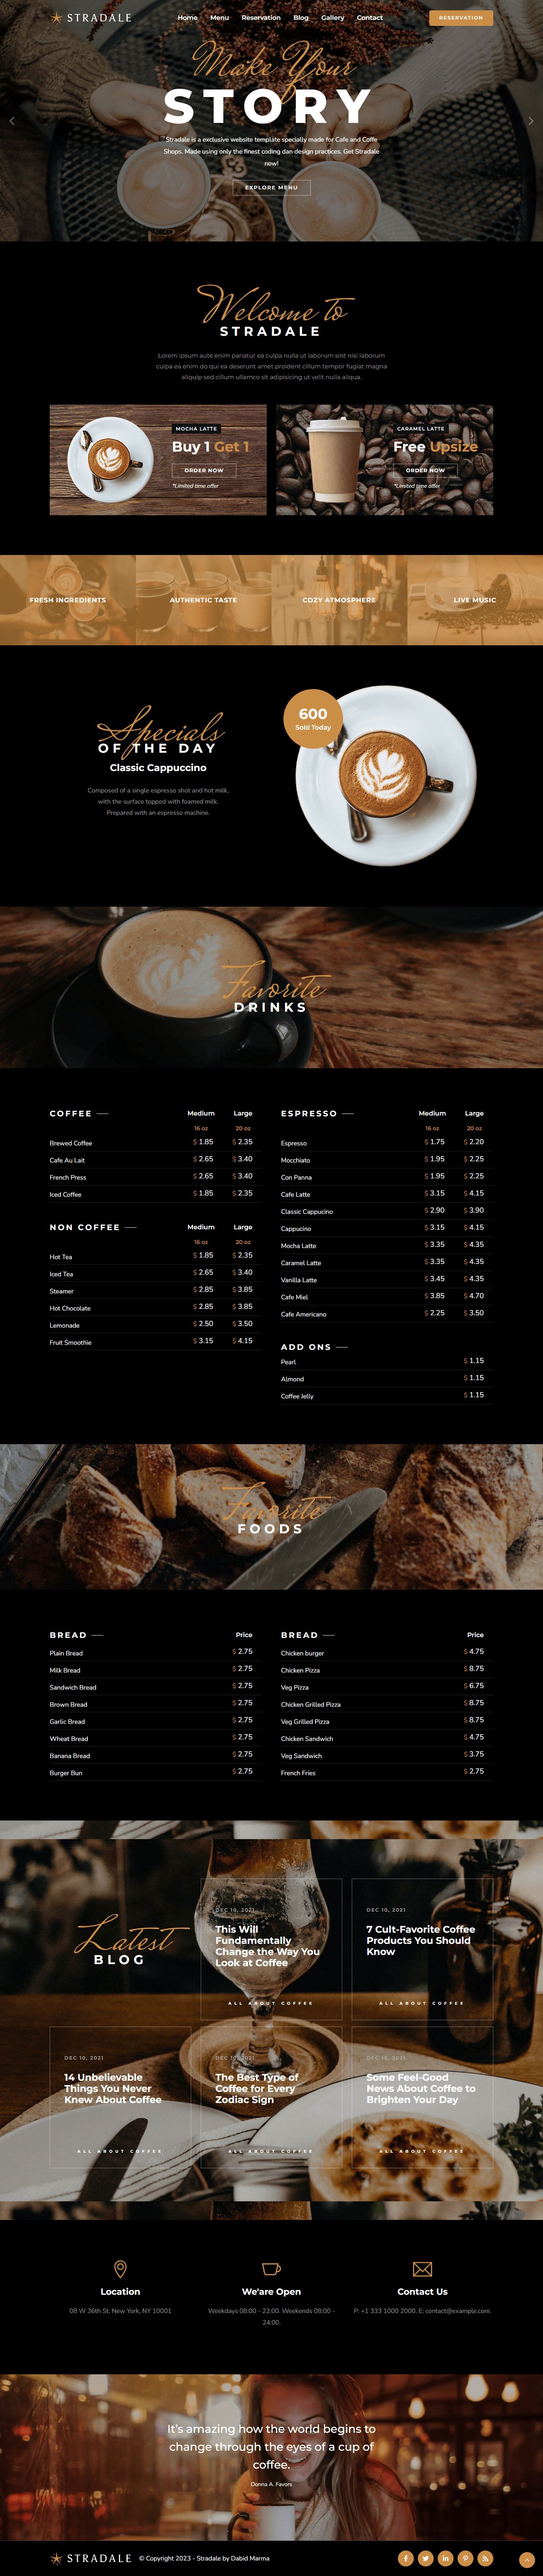 STRADALE
Home Menu Reservation Blog Gallery Contact
RESERVATION
Make Your
STORY
Stradale is a exclusive website template specially made for Cafe and Coffe
Shops. Made using only the finest coding dan design practices. Get Stradale
now!
EXPLORE MENU
Welcome to
STRADALE
Lorem ipsum aute enim pariatur ea culpa nulla ut laborum sint nisi laborum
culpa ea enim do qui ea deserunt amet proident cillum tempor fugiat magna
aliquip sed cillum ullamco sit adipisicing ut velit nulla aliqua.
MOCHA LATTE
Buy 1 Get 1
ORDER NOW
*Limited time offer
CARAMEL LATTE
Free Upsize
ORDER NOW
*Limited time offer
FRESH INGREDIENTS
AUTHENTIC TASTE
COZY ATMOSPHERE
LIVE MUSIC
Specials
OF THE DAY
Classic Cappuccino
Composed of a single espresso shot and hot milk,
with the surface topped with foamed milk.
Prepared with an espresso machine.
600
Sold Today
Favorite
DRINKS
COFFEE Medium Large
16 oz 20 oz
Brewed Coffee $ 1.85 $ 2.35
Cafe Au Lait $ 2.65 $ 3.40
French Press $ 2.65 $ 3.40
Iced Coffee $ 1.85 $ 2.35
NON COFFEE Medium Large
16 oz 20 oz
Hot Tea $ 1.85 $ 2.35
Iced Tea $ 2.65 $ 3.40
Steamer $ 2.85 $ 3.85
Hot Chocolate $ 2.85 $ 3.85
Lemonade $ 2.50 $ 3.50
Fruit Smoothie $ 3.15 $ 4.15
ESPRESSO Medium Large
16 oz 20 oz
Espresso $ 1.75 $ 2.20
Mocchiato $ 1.95 $ 2.25
Con Panna $ 1.95 $ 2.25
Cafe Latte $ 3.15 $ 4.15
Classic Cappucino $ 2.90 $ 3.90
Cappucino $ 3.15 $ 4.15
Mocha Latte $ 3.35 $ 4.35
Caramel Latte $ 3.35 $ 4.35
Vanilla Latte $ 3.45 $ 4.35
Cafe Miel $ 3.85 $ 4.70
Cafe Americano $ 2.25 $ 3.50
ADD ONS
Pearl $ 1.15
Almond $ 1.15
Coffee Jelly $ 1.15
Favorite
FOODS
BREAD Price
Plain Bread $ 2.75
Milk Bread $ 2.75
Sandwich Bread $ 2.75
Brown Bread $ 2.75
Garlic Bread $ 2.75
Wheat Bread $ 2.75
Banana Bread $ 2.75
Burger Bun $ 2.75
BREAD Price
Chicken burger $ 4.75
Chicken Pizza $ 8.75
Veg Pizza $ 6.75
Chicken Grilled Pizza $ 8.75
Veg Grilled Pizza $ 8.75
Chicken Sandwich $ 4.75
Veg Sandwich $ 3.75
French Fries $ 2.75
Latest
BLOG
DEC 10, 2021
This Will
Fundamentally
Change the Way You
Look at Coffee
ALL ABOUT COFFEE
DEC 10, 2021
7 Cult-Favorite Coffee
Products You Should
Know
ALL ABOUT COFFEE
DEC 10, 2021
14 Unbelievable
Things You Never
Knew About Coffee
ALL ABOUT COFFEE
DEC 10, 2021
The Best Type of
Coffee for Every
Zodiac Sign
ALL ABOUT COFFEE
DEC 10, 2021
Some Feel-Good
News About Coffee to
Brighten Your Day
ALL ABOUT COFFEE
Location
08 W 36th St, New York, NY 10001
We'are Open
Weekdays 08:00 - 22:00. Weekends 08:00 -
24:00.
Contact Us
P: +1 333 1000 2000. E: contact@example.com.
It's amazing how the world begins to
change through the eyes of a cup of
coffee.
Donna A. Favors
STRADALE © Copyright 2023 - Stradale by Dabid Marma